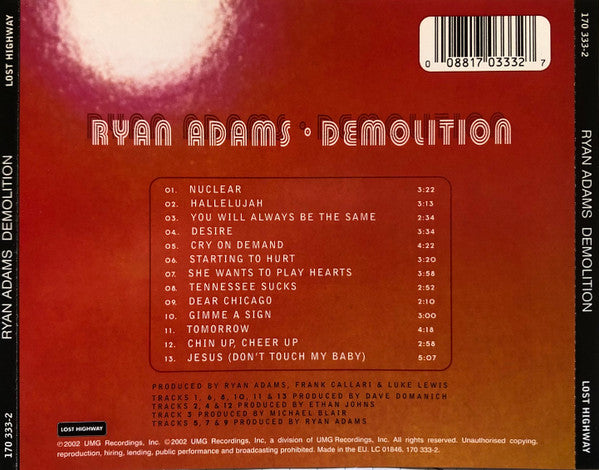 LOST HIGHWAY
RYAN ADAMS DEMOLITION
170 333-2
170 333-2
RYAN ADAMS DEMOLITION
LOST HIGHWAY
0 08817 03332 7
RYAN ADAMS • DEMOLITION
01. NUCLEAR 3:22
02. HALLELUJAH 3:13
03. YOU WILL ALWAYS BE THE SAME 2:34
04. DESIRE 3:34
05. CRY ON DEMAND 4:22
06. STARTING TO HURT 3:20
07. SHE WANTS TO PLAY HEARTS 3:58
08. TENNESSEE SUCKS 2:52
09. DEAR CHICAGO 2:10
10. GIMME A SIGN 3:00
11. TOMORROW 4:18
12. CHIN UP, CHEER UP 2:58
13. JESUS (DON'T TOUCH MY BABY) 5:07
PRODUCED BY RYAN ADAMS, FRANK CALLARI & LUKE LEWIS
TRACKS 1, 6, 8, 10, 11 & 13 PRODUCED BY DAVE DOMANICH
TRACKS 2, 4 & 12 PRODUCED BY ETHAN JOHNS
TRACK 3 PRODUCED BY MICHAEL BLAIR
TRACKS 5, 7 & 9 PRODUCED BY RYAN ADAMS
LOST HIGHWAY
℗2002 UMG Recordings, Inc. ©2002 UMG Recordings, Inc, a division of UMG Recordings, Inc. All rights reserved. Unauthorised copying,
reproduction, hiring, lending, public performance and broadcasting prohibited. Made in the EU. LC 01846. 170 333-2.